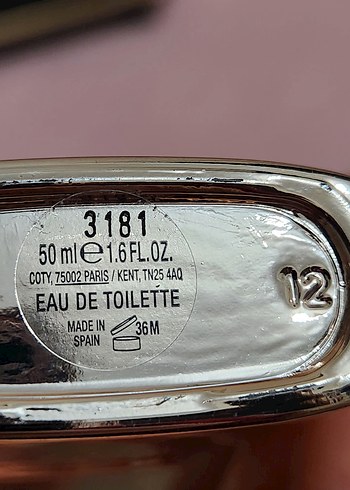 3181
50 ml e 1.6 FL.OZ.
COTY, 75002 PARIS / KENT, TN25 4AQ
EAU DE TOILETTE
MADE IN
SPAIN
36M
12